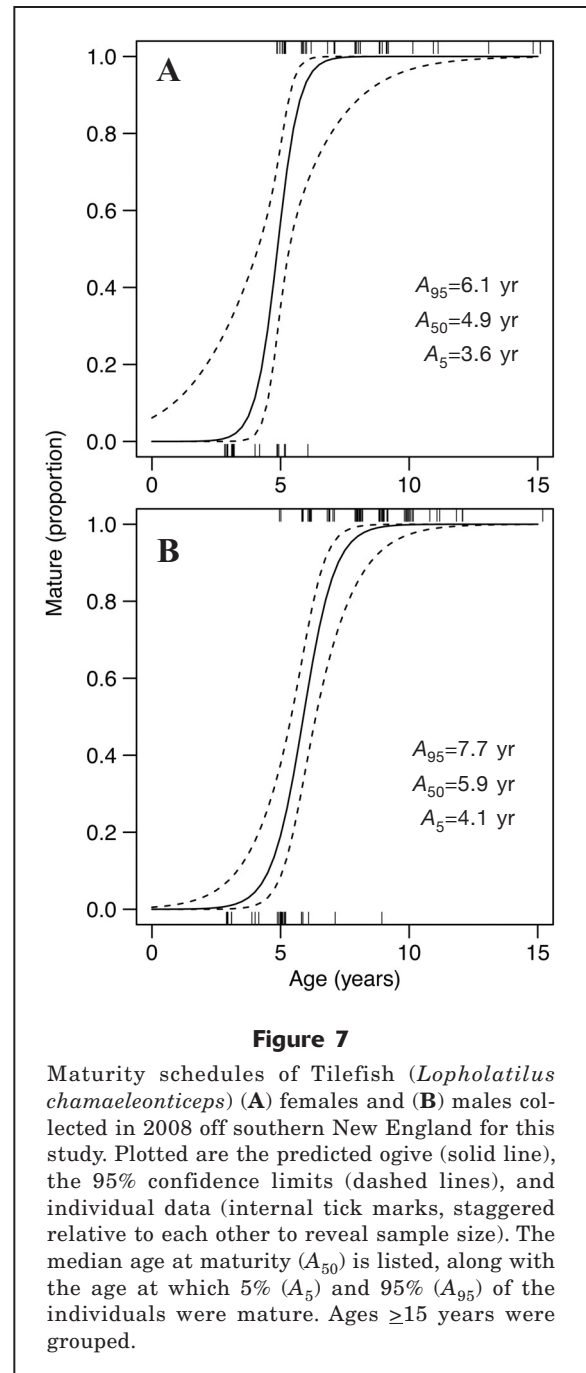 A
1.0
0.8
0.6
0.4
0.2
0.0
A95=6.1 yr
A50=4.9 yr
A5=3.6 yr
0 5 10 15
Mature (proportion)
B
1.0
0.8
0.6
0.4
0.2
0.0
A95=7.7 yr
A50=5.9 yr
A5=4.1 yr
0 5 10 15
Age (years)
Figure 7
Maturity schedules of Tilefish (Lopholatilus
chamaeleonticeps) (A) females and (B) males col-
lected in 2008 off southern New England for this
study. Plotted are the predicted ogive (solid line),
the 95% confidence limits (dashed lines), and
individual data (internal tick marks, staggered
relative to each other to reveal sample size). The
median age at maturity (A50) is listed, along with
the age at which 5% (A5) and 95% (A95) of the
individuals were mature. Ages ≥15 years were
grouped.